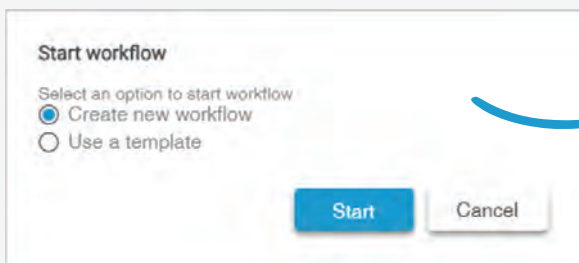 Start workflow
Select an option to start workflow
Create new workflow
Use a template
Start
Cancel